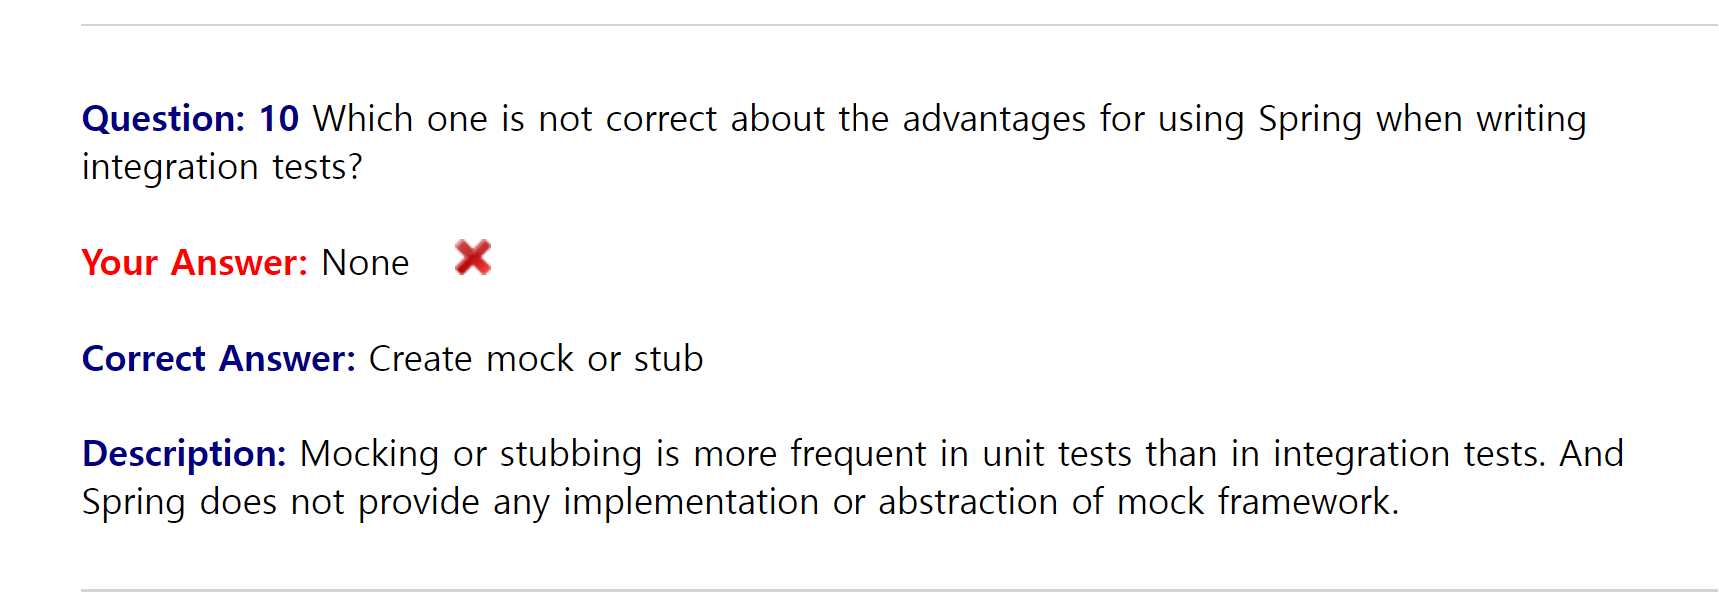 Question: 10 Which one is not correct about the advantages for using Spring when writing
integration tests?
Your Answer: None
Correct Answer: Create mock or stub
Description: Mocking or stubbing is more frequent in unit tests than in integration tests. And
Spring does not provide any implementation or abstraction of mock framework.